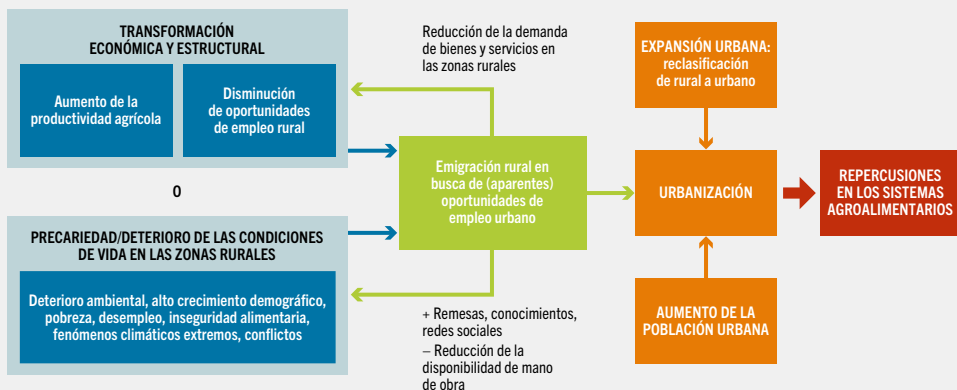 TRANSFORMACIÓN
ECONÓMICA Y ESTRUCTURAL
Aumento de la
productividad agrícola
Disminución
de oportunidades
de empleo rural
O
PRECARIEDAD/DETERIORO DE LAS CONDICIONES
DE VIDA EN LAS ZONAS RURALES
Deterioro ambiental, alto crecimiento demográfico,
pobreza, desempleo, inseguridad alimentaria,
fenómenos climáticos extremos, conflictos
Reducción de la demanda
de bienes y servicios en
las zonas rurales
Emigración rural en
busca de (aparentes)
oportunidades de
empleo urbano
+ Remesas, conocimientos,
redes sociales
– Reducción de la
disponibilidad de mano
de obra
EXPANSIÓN URBANA:
reclasificación
de rural a urbano
URBANIZACIÓN
AUMENTO DE LA
POBLACIÓN URBANA
REPERCUSIONES
EN LOS SISTEMAS
AGROALIMENTARIOS